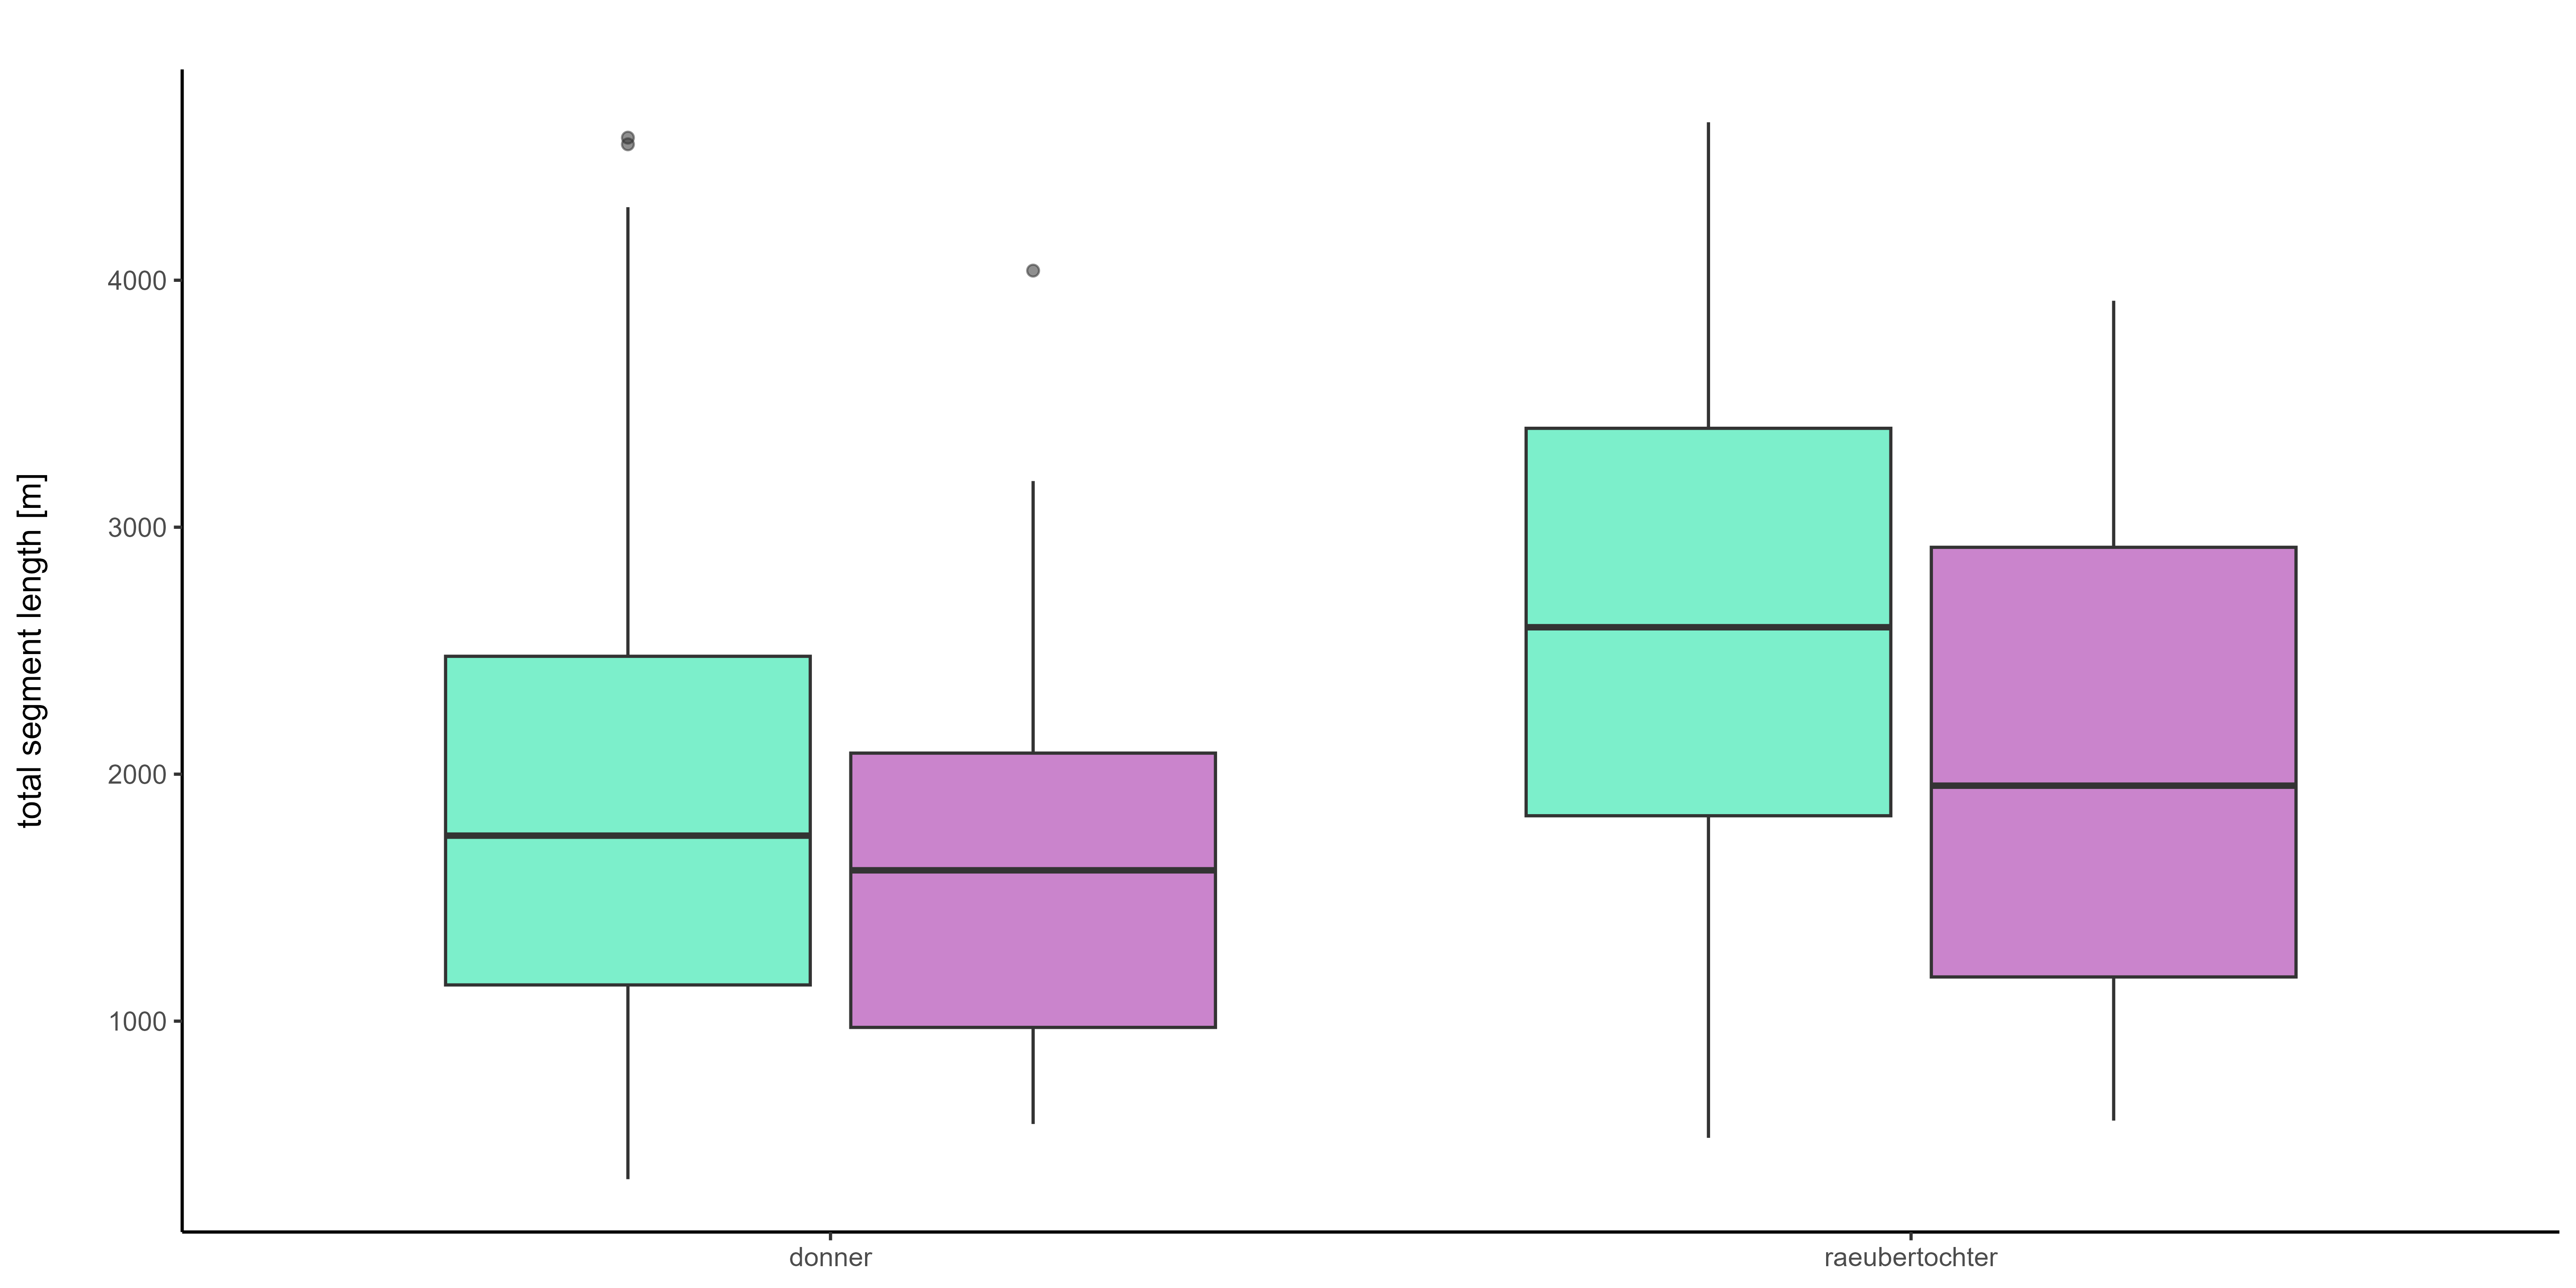 total segment length [m]
4000
3000
2000
1000
donner
raeubertochter